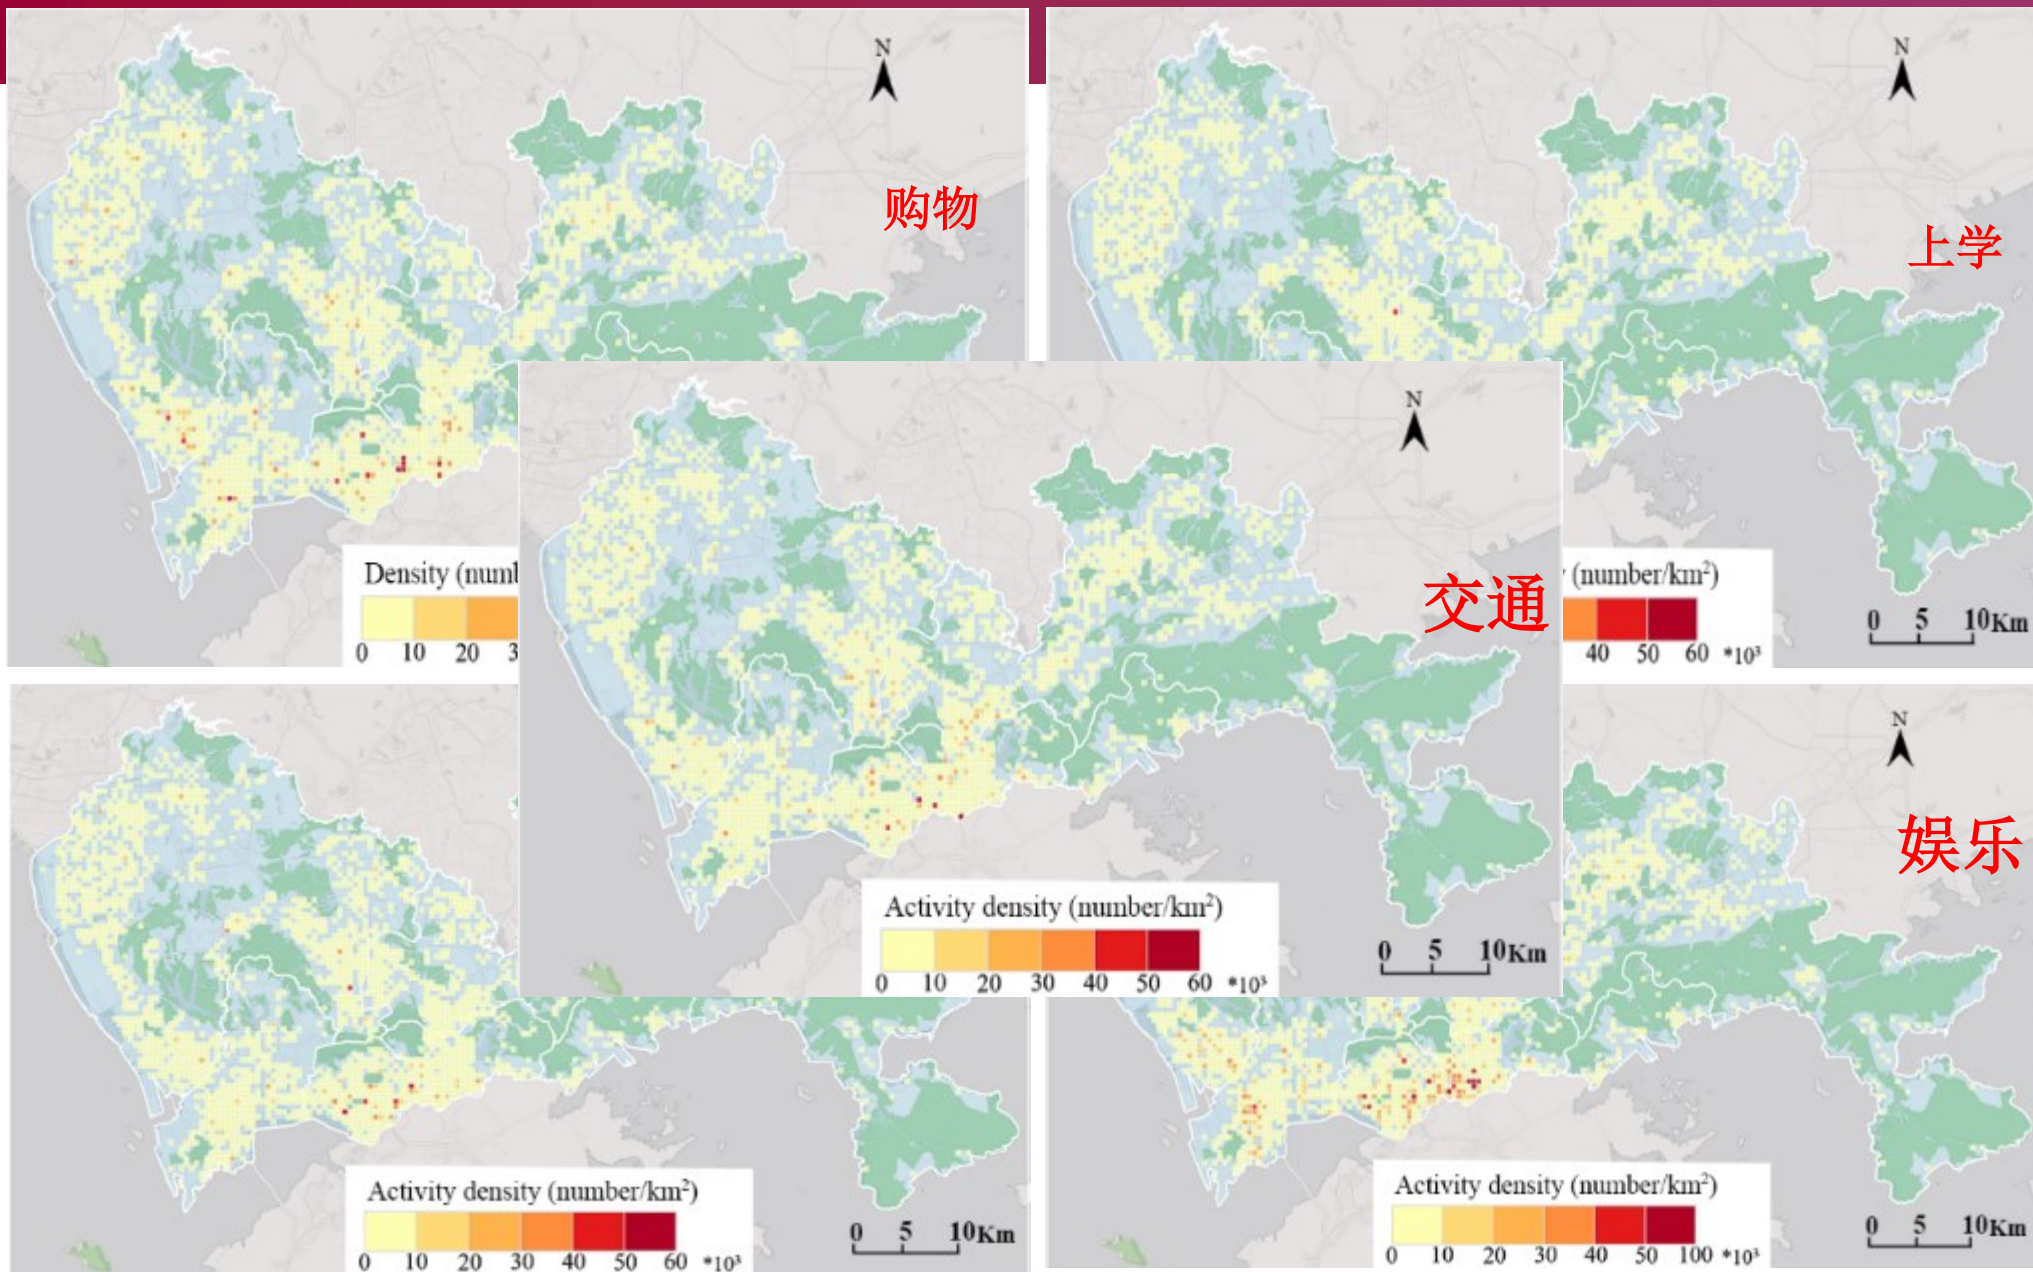 N
购物
Density (numb
0 10 20 3
N
上学
(number/km²)
40 50 60 *10³
0 5 10Km
N
交通
Activity density (number/km²)
0 10 20 30 40 50 60 *10³
0 5 10Km
Activity density (number/km²)
0 10 20 30 40 50 60 *10³
0 5 10Km
N
娱乐
Activity density (number/km²)
0 10 20 30 40 50 100 *10³
0 5 10Km